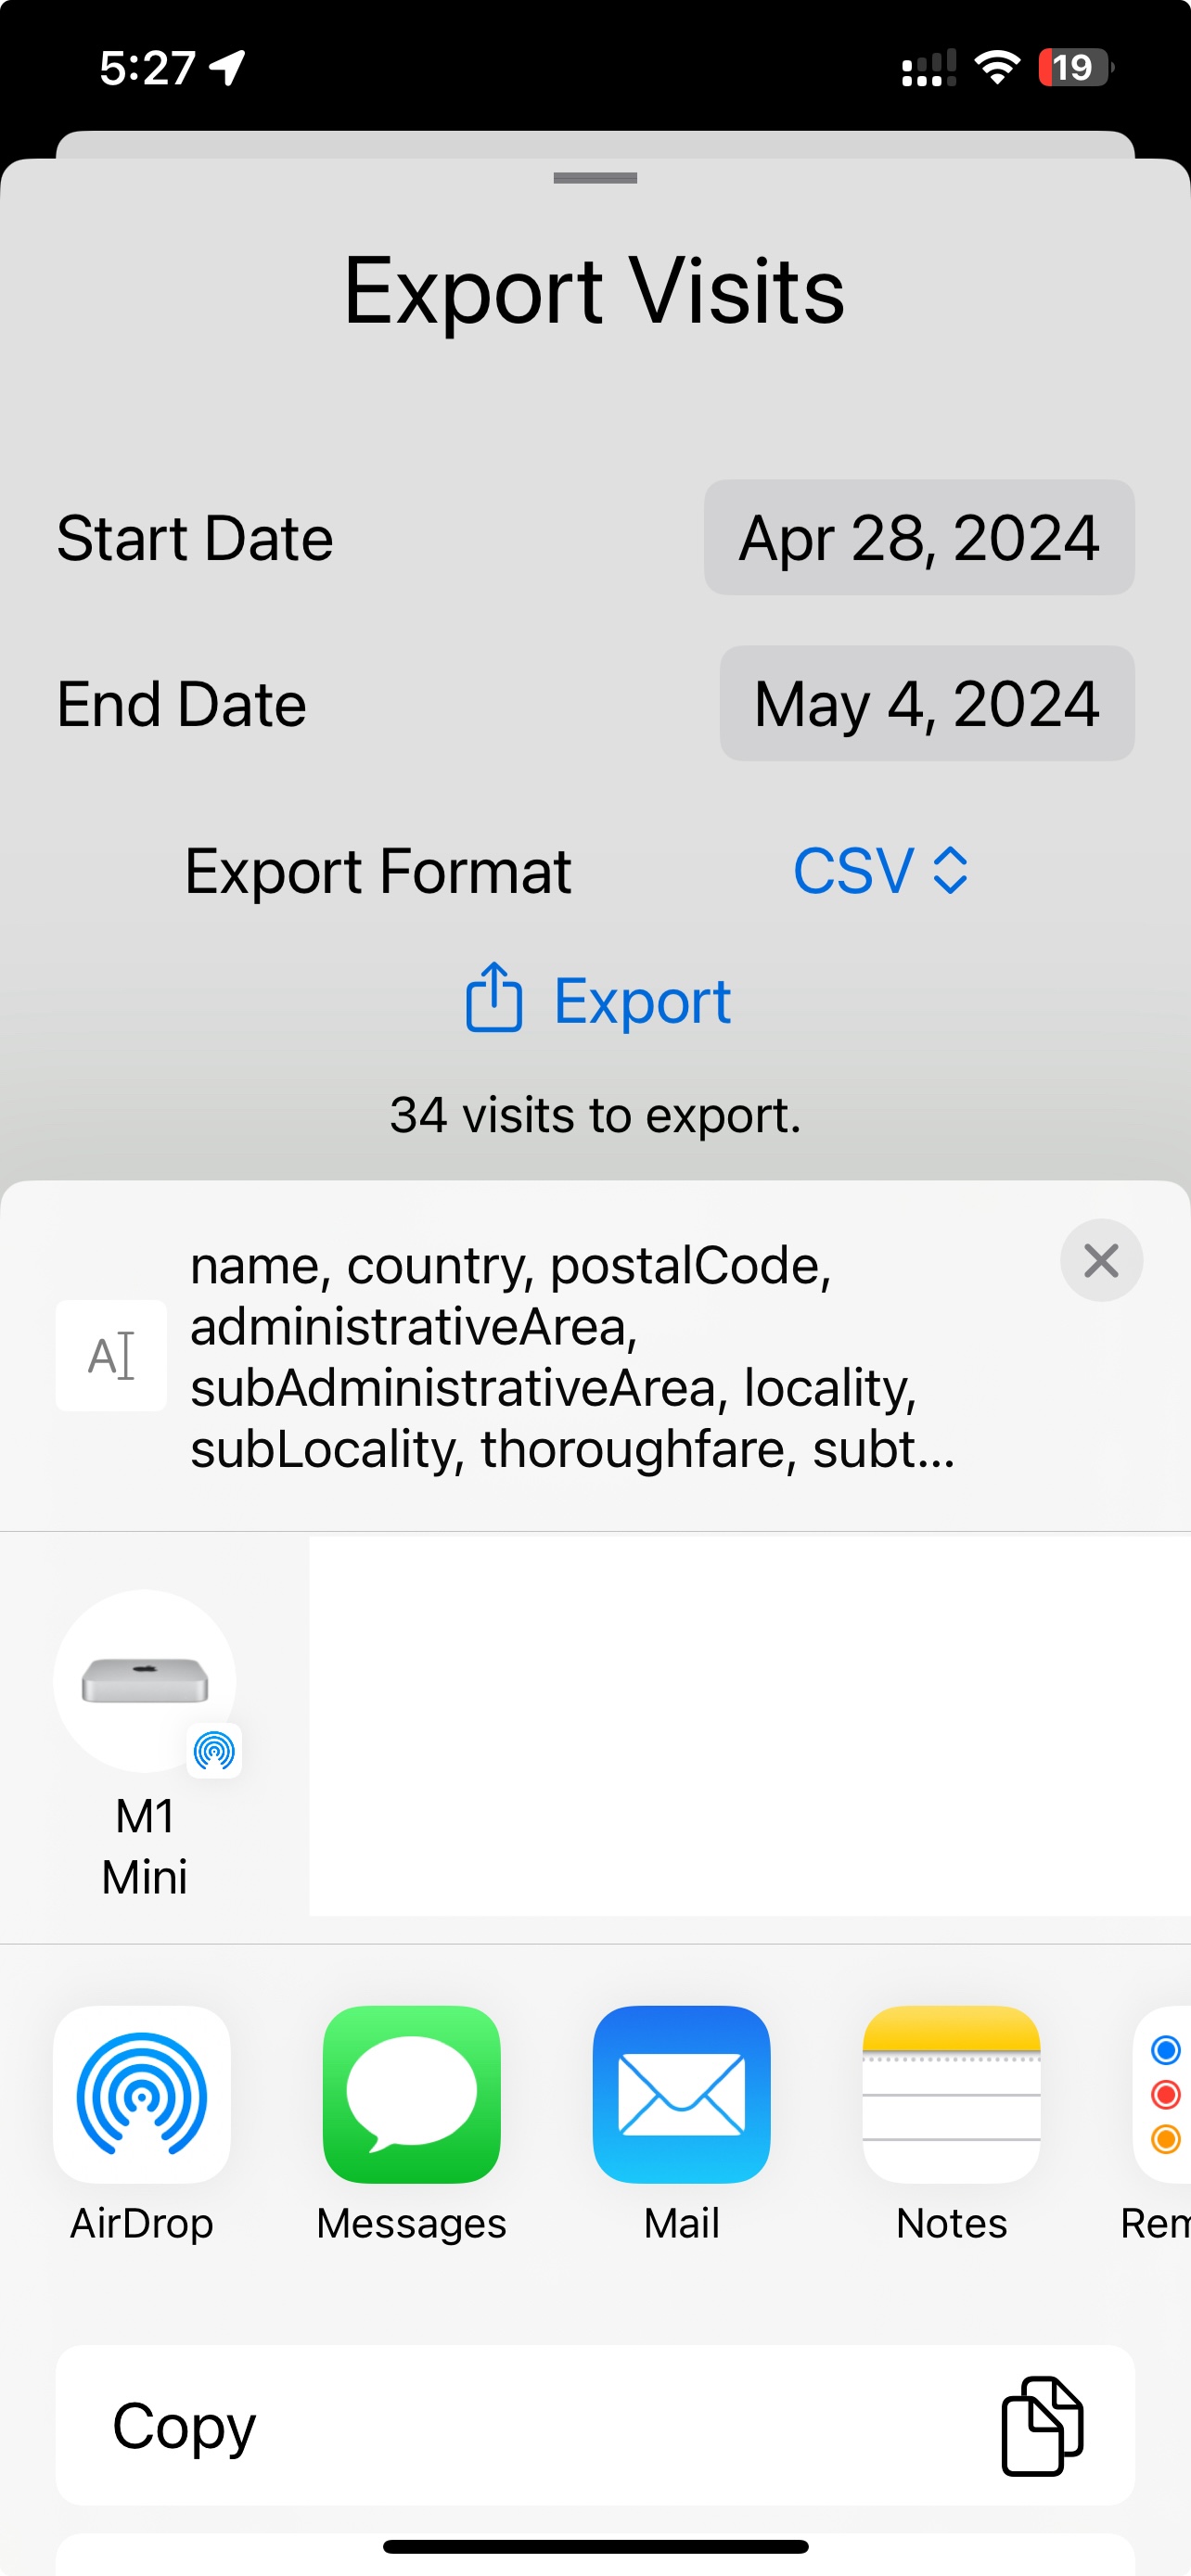 5:27
19
Export Visits
Start Date
Apr 28, 2024
End Date
May 4, 2024
Export Format
CSV
Export
34 visits to export.
name, country, postalCode,
administrativeArea,
subAdministrativeArea, locality,
subLocality, thoroughfare, subt...
A
M1
Mini
AirDrop
Messages
Mail
Notes
Rem
Copy